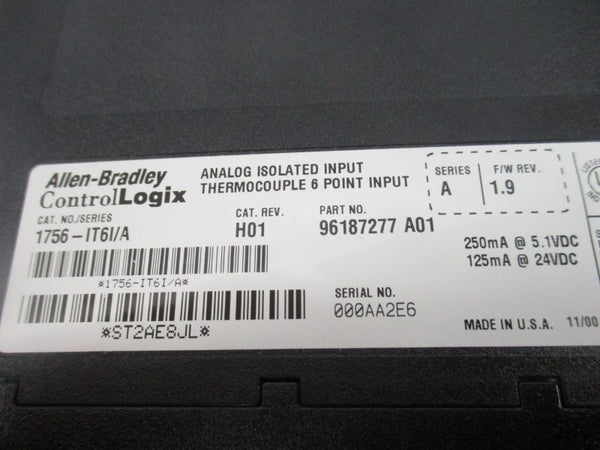 Allen-Bradley
ControlLogix
ANALOG ISOLATED INPUT
THERMOCOUPLE 6 POINT INPUT
SERIES
A
F/W REV.
1.9
CAT. NO./SERIES
1756-IT6I/A
CAT. REV.
H01
PART NO.
96187277 A01
250mA @ 5.1VDC
125mA @ 24VDC
*1756-IT6I/A*
*ST2AE8JL*
SERIAL NO.
000AA2E6
MADE IN U.S.A. 11/00